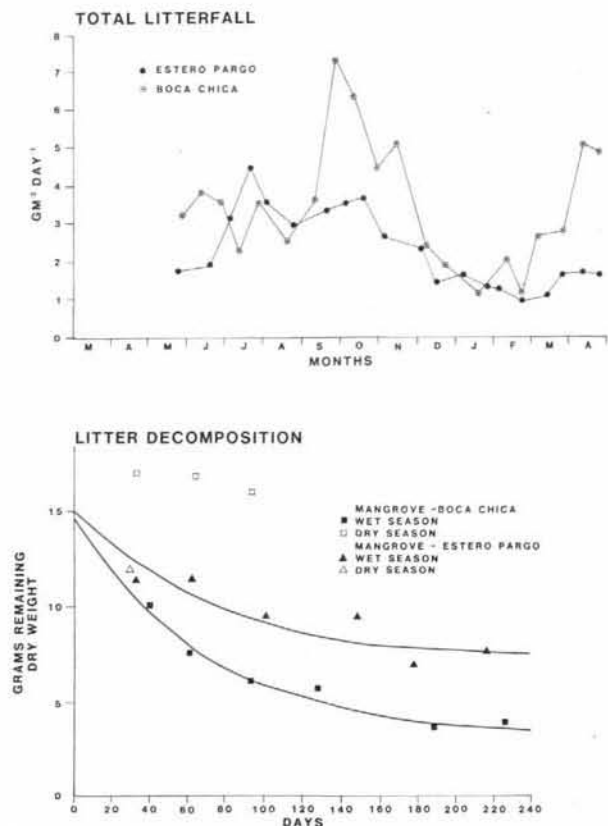 TOTAL LITTERFALL
8
7
6
5
4
3
2
1
0
GM² DAY⁻¹
● ESTERO PARGO
BOCA CHICA
M A M J J A S O N D J F M A
MONTHS
LITTER DECOMPOSITION
15
10
5
0
GRAMS REMAINING
DRY WEIGHT
MANGROVE - BOCA CHICA
■ WET SEASON
□ DRY SEASON
MANGROVE - ESTERO PARGO
▲ WET SEASON
△ DRY SEASON
0 20 40 60 80 100 120 140 160 180 200 220 240
DAYS